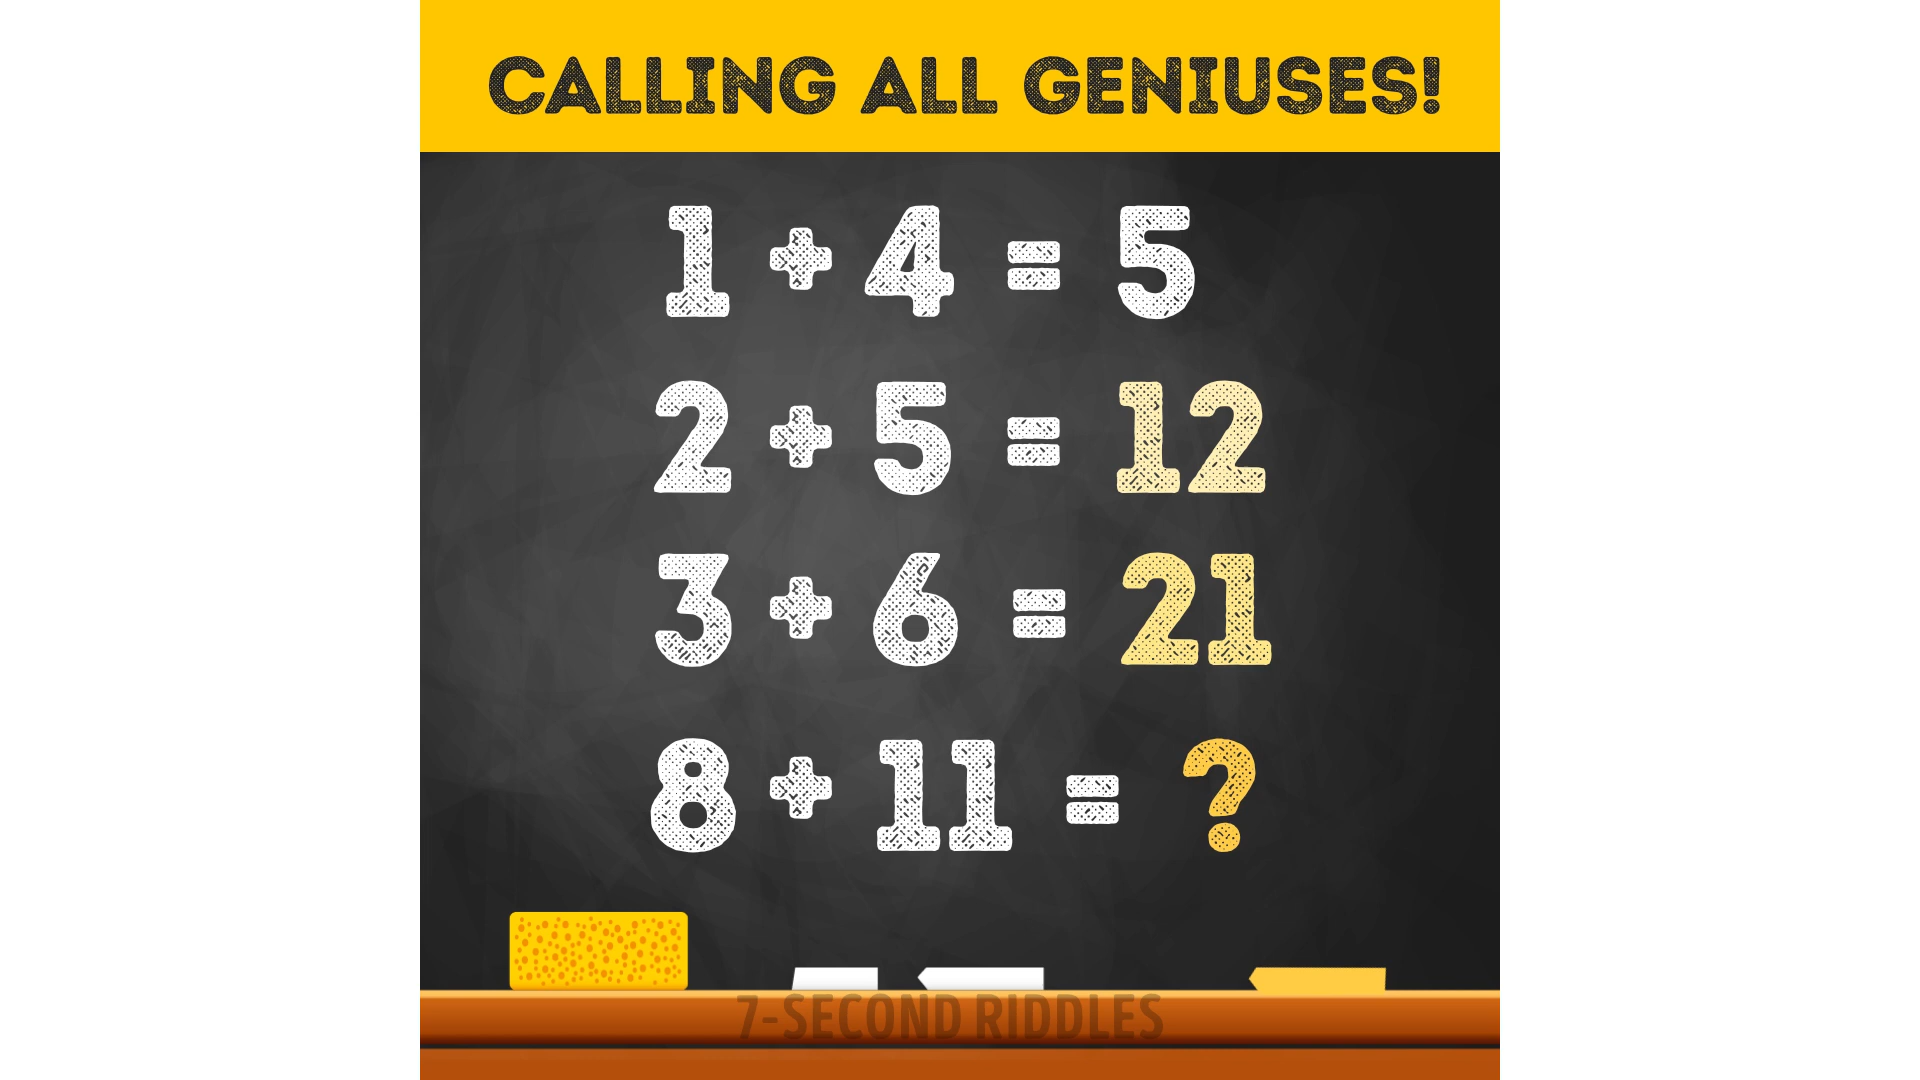 CALLING ALL GENIUSES!
1 + 4 = 5
2 + 5 = 12
3 + 6 = 21
8 + 11 = ?
7-SECOND RIDDLES